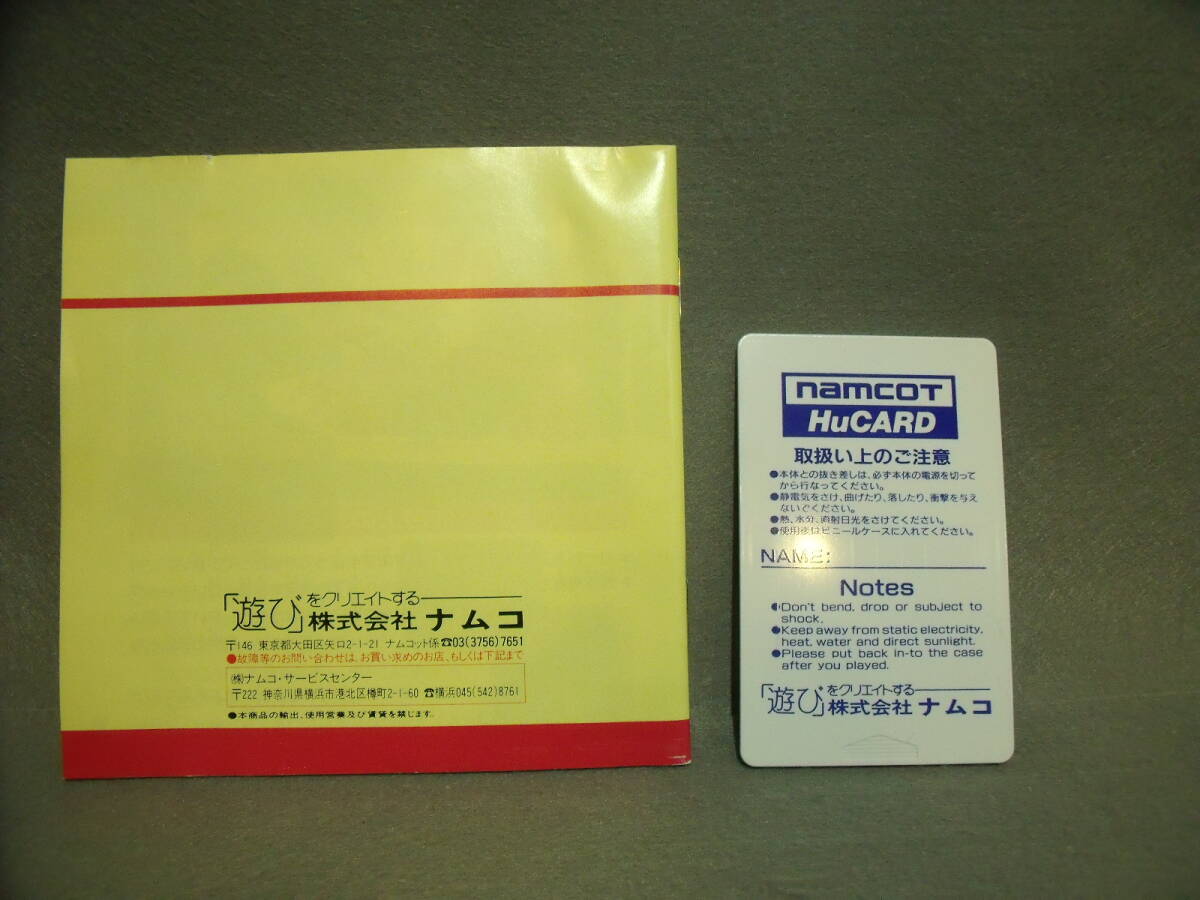 「遊び」をクリエイトする
株式会社 ナムコ
〒146 東京都大田区矢口2-1-21 ナムコット係☎03(3756)7651
●故障等のお問い合わせは、お買い求めのお店、もしくは下記まで
㈱ナムコ・サービスセンター
〒222 神奈川県横浜市港北区樽町2-1-60 ☎横浜045(542)8761
●本商品の輸出、使用営業及び賃貸を禁じます。
namcoT
HuCARD
取扱い上のご注意
●本体との抜き差しは、必ず本体の電源を切って
から行なってください。
●静電気をさけ、曲げたり、落したり、衝撃を与え
ないでください。
●熱、水分、直射日光をさけてください。
●使用後はビニールケースに入れてください。
NAME:
Notes
●Don't bend, drop or subject to
shock.
●Keep away from static electricity,
heat, water and direct sunlight.
●Please put back in-to the case
after you played.
「遊び」をクリエイトする
株式会社 ナムコ